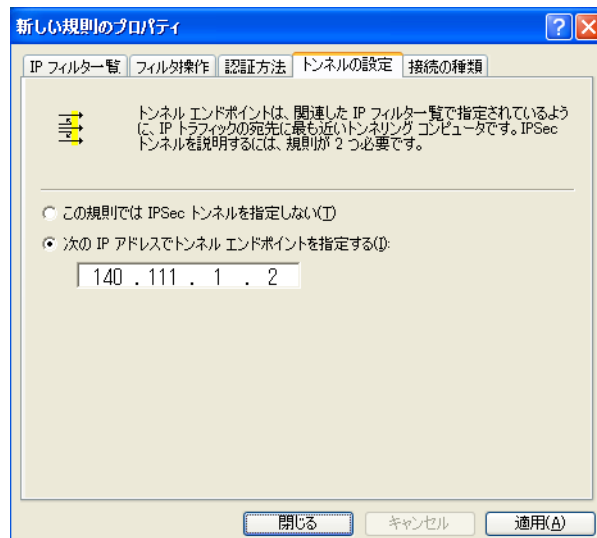 新しい規則のプロパティ
IP フィルタ一覧 フィルタ操作 認証方法 トンネルの設定 接続の種類
トンネル エンドポイントは、関連した IP フィルタ一覧で指定されているよう
に、IP トラフィックの宛先に最も近いトンネリング コンピュータです。IPSec
トンネルを説明するには、規則が 2 つ必要です。
この規則では IPSec トンネルを指定しない(T)
次の IP アドレスでトンネル エンドポイントを指定する(I):
140 . 111 . 1 . 2
閉じる キャンセル 適用(A)